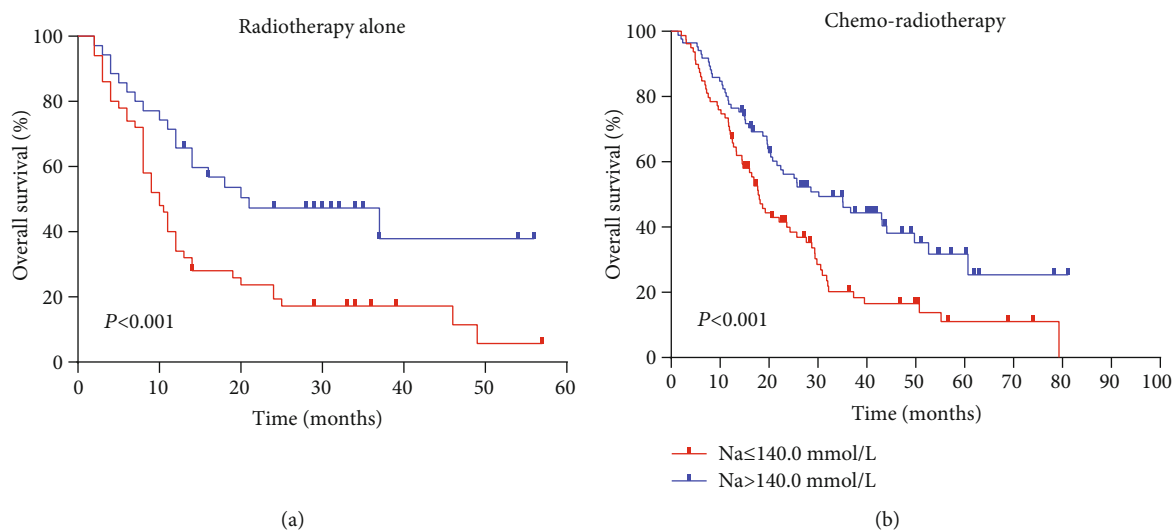 Radiotherapy alone
100
80
60
40
20
0
Overall survival (%)
P<0.001
0 10 20 30 40 50 60
Time (months)
(a)
Chemo-radiotherapy
100
80
60
40
20
0
Overall survival (%)
P<0.001
0 10 20 30 40 50 60 70 80 90 100
Time (months)
Na≤140.0 mmol/L
Na>140.0 mmol/L
(b)